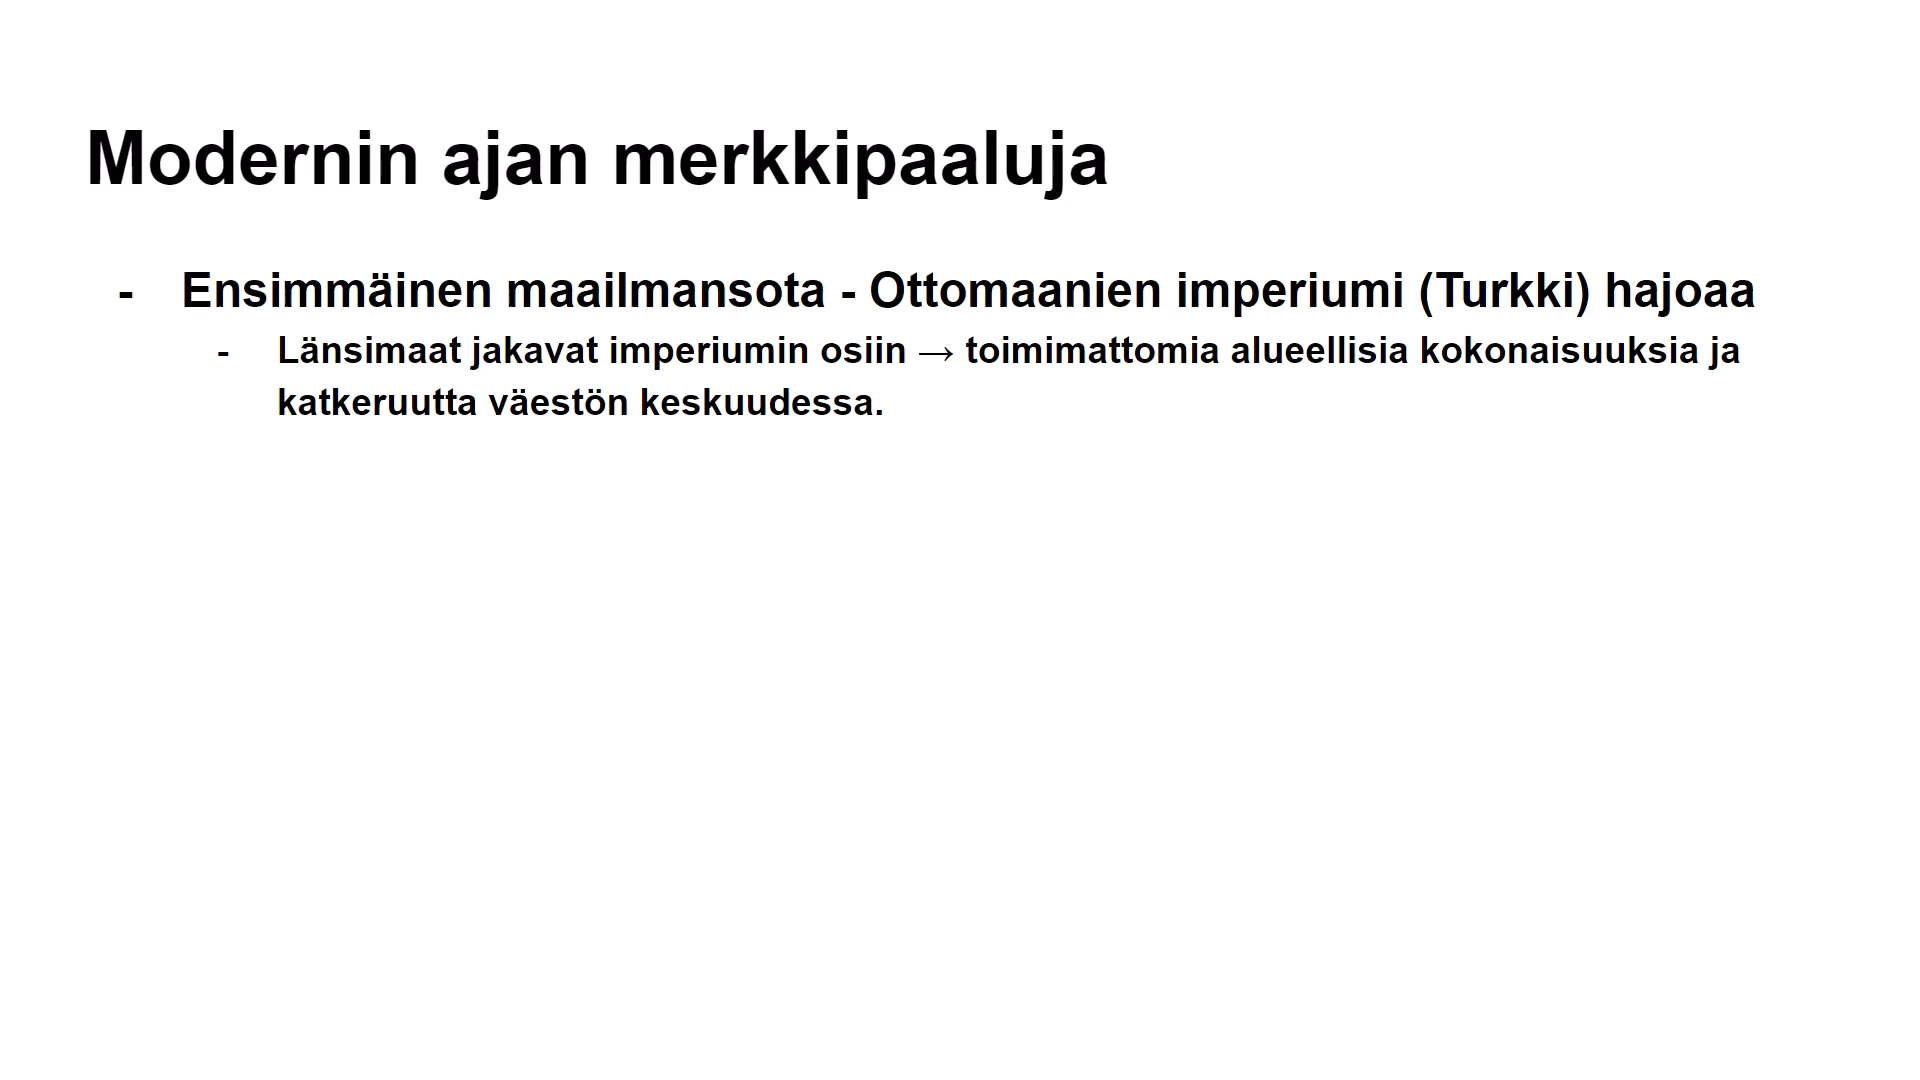 Modernin ajan merkkipaaluja
- Ensimmäinen maailmansota - Ottomaanien imperiumi (Turkki) hajoaa
- Länsimaat jakavat imperiumin osiin → toimimattomia alueellisia kokonaisuuksia ja
katkeruutta väestön keskuudessa.